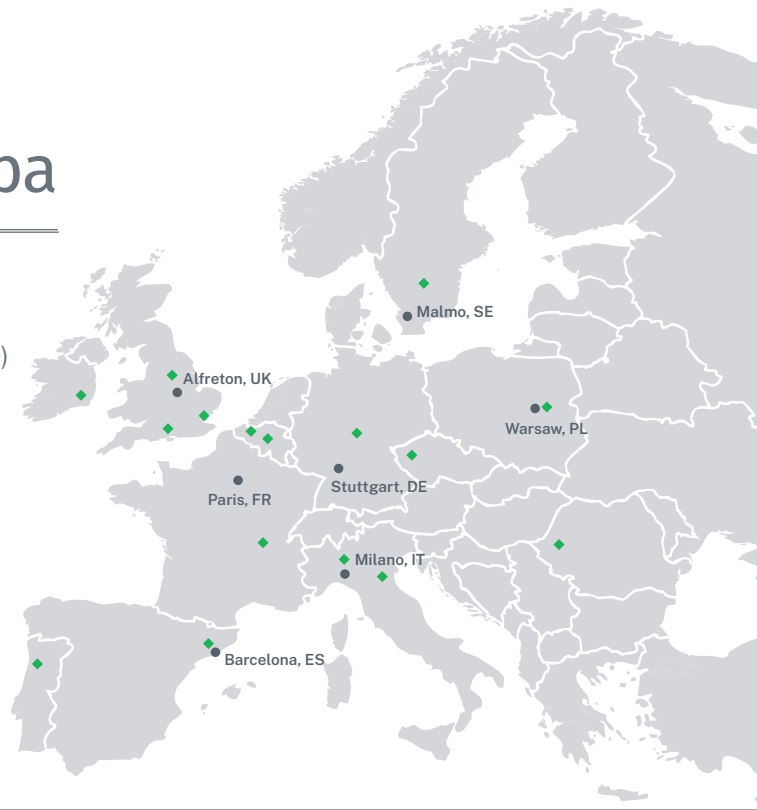 pa
)
Malmo, SE
Alfreton, UK
Warsaw, PL
Stuttgart, DE
Paris, FR
Milano, IT
Barcelona, ES